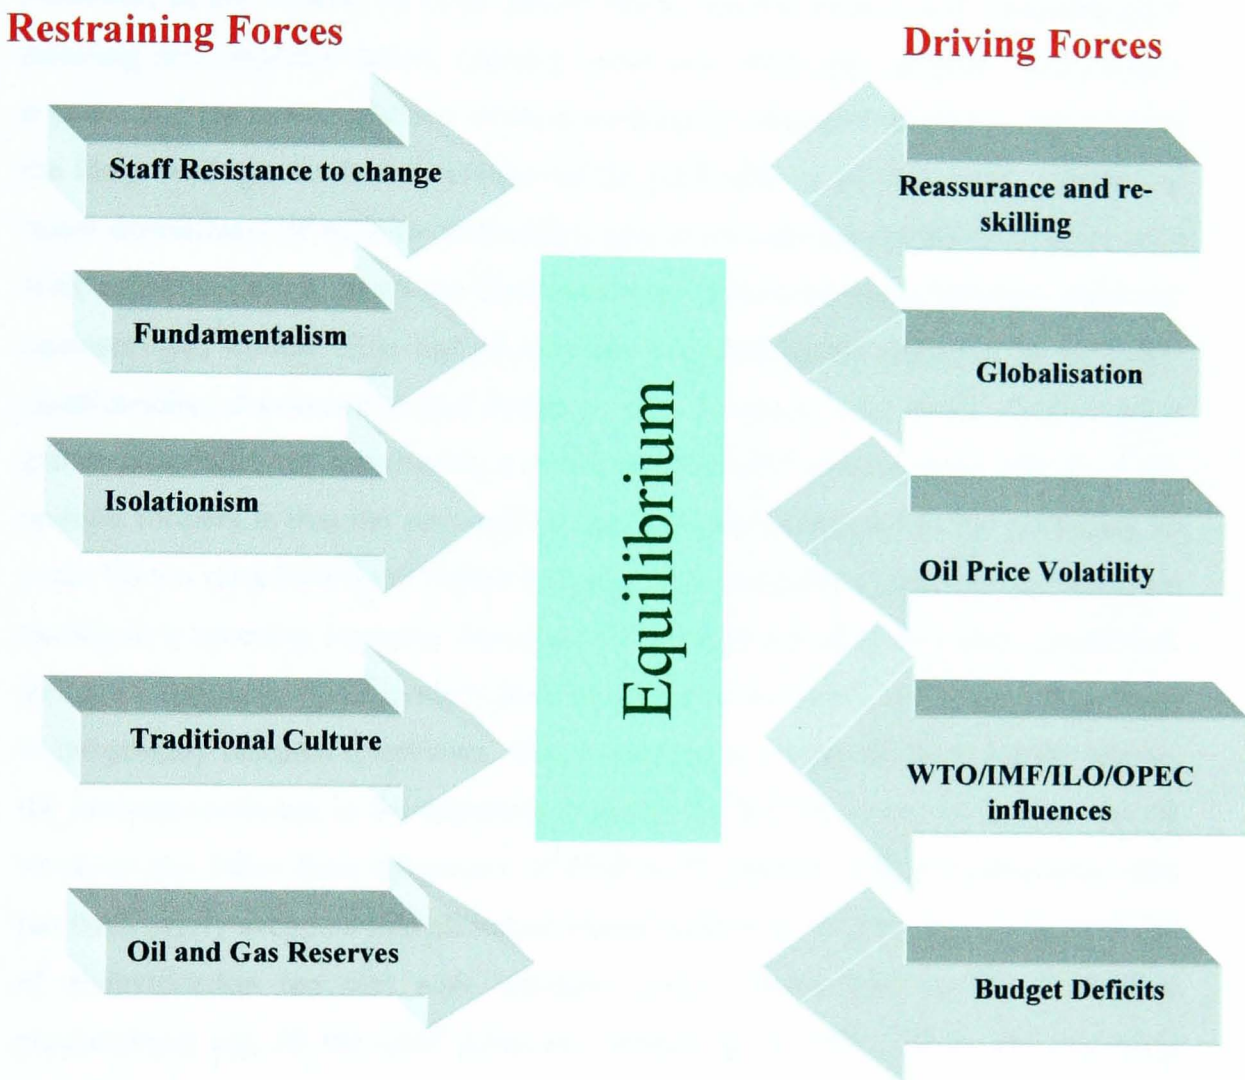 Restraining Forces
Driving Forces
Staff Resistance to change
Reassurance and re-
skilling
Fundamentalism
Globalisation
Isolationism
Oil Price Volatility
Equilibrium
Traditional Culture
WTO/IMF/ILO/OPEC
influences
Oil and Gas Reserves
Budget Deficits